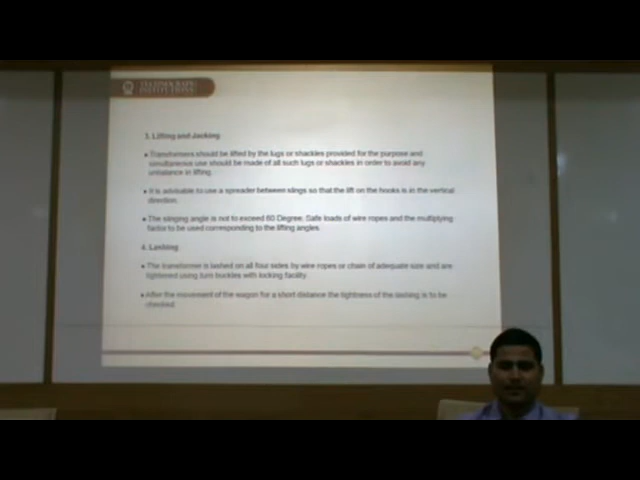 TECHNO INDIA
INSTITUTIONS
3. Lifting and Jacking
Transformers should be lifted by the lugs or shackles provided for the purpose and
simultaneous use should be made of all such lugs or shackles in order to avoid any
unbalance in lifting.
It is advisable to use a spreader between slings so that the lift on the hooks is in the vertical
direction.
The slinging angle is not to exceed 60 Degree. Safe loads of wire ropes and the multiplying
factor to be used corresponding to the lifting angles.
4. Lashing
The transformer is lashed on all four sides by wire ropes or chain of adequate size and are
tightened using turn buckles with locking facility.
After the movement of the wagon for a short distance the tightness of the lashing is to be
checked.